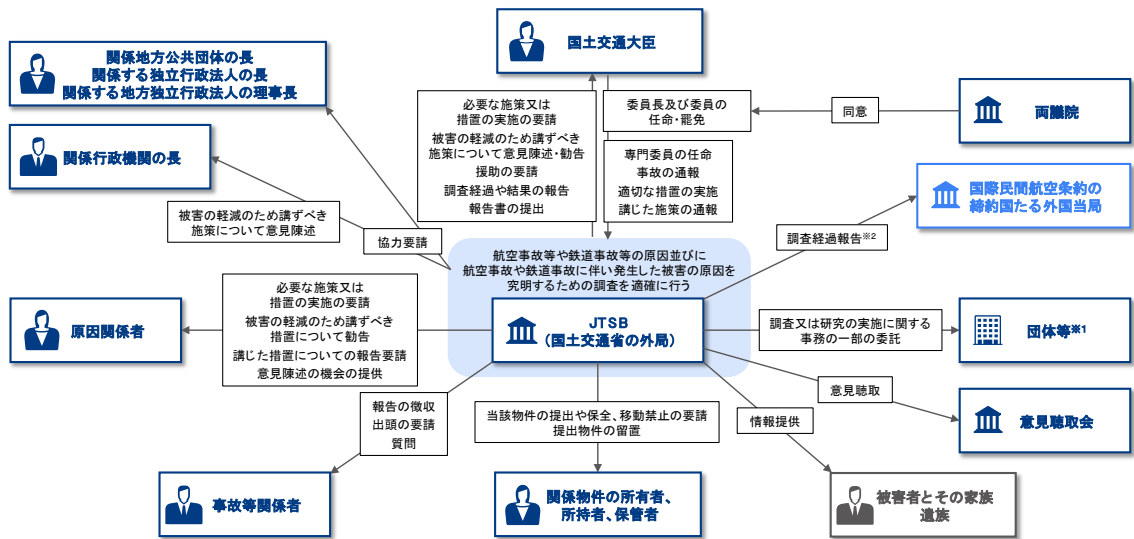 国土交通大臣
関係地方公共団体の長
関係する独立行政法人の長
関係する地方独立行政法人の理事長
必要な施策又は
措置の実施の要請
被害の軽減のため講ずべき
施策について意見陳述・勧告
援助の要請
調査経過や結果の報告
報告書の提出
委員長及び委員の
任命・罷免
同意
両議院
関係行政機関の長
専門委員の任命
事故の通報
適切な措置の実施
講じた施策の通報
国際民間航空条約の
締約国たる外国当局
被害の軽減のため講ずべき
施策について意見陳述
協力要請
調査経過報告※2
航空事故等や鉄道事故等の原因並びに
航空事故や鉄道事故に伴い発生した被害の原因を
究明するための調査を適確に行う
原因関係者
必要な施策又は
措置の実施の要請
被害の軽減のため講ずべき
措置について勧告
講じた措置についての報告要請
意見陳述の機会の提供
JTSB
(国土交通省の外局)
調査又は研究の実施に関する
事務の一部の委託
団体等※1
意見聴取
意見聴取会
報告の徴収
出頭の要請
質問
当該物件の提出や保全、移動禁止の要請
提出物件の留置
情報提供
事故等関係者
関係物件の所有者、
所持者、保管者
被害者とその家族
遺族